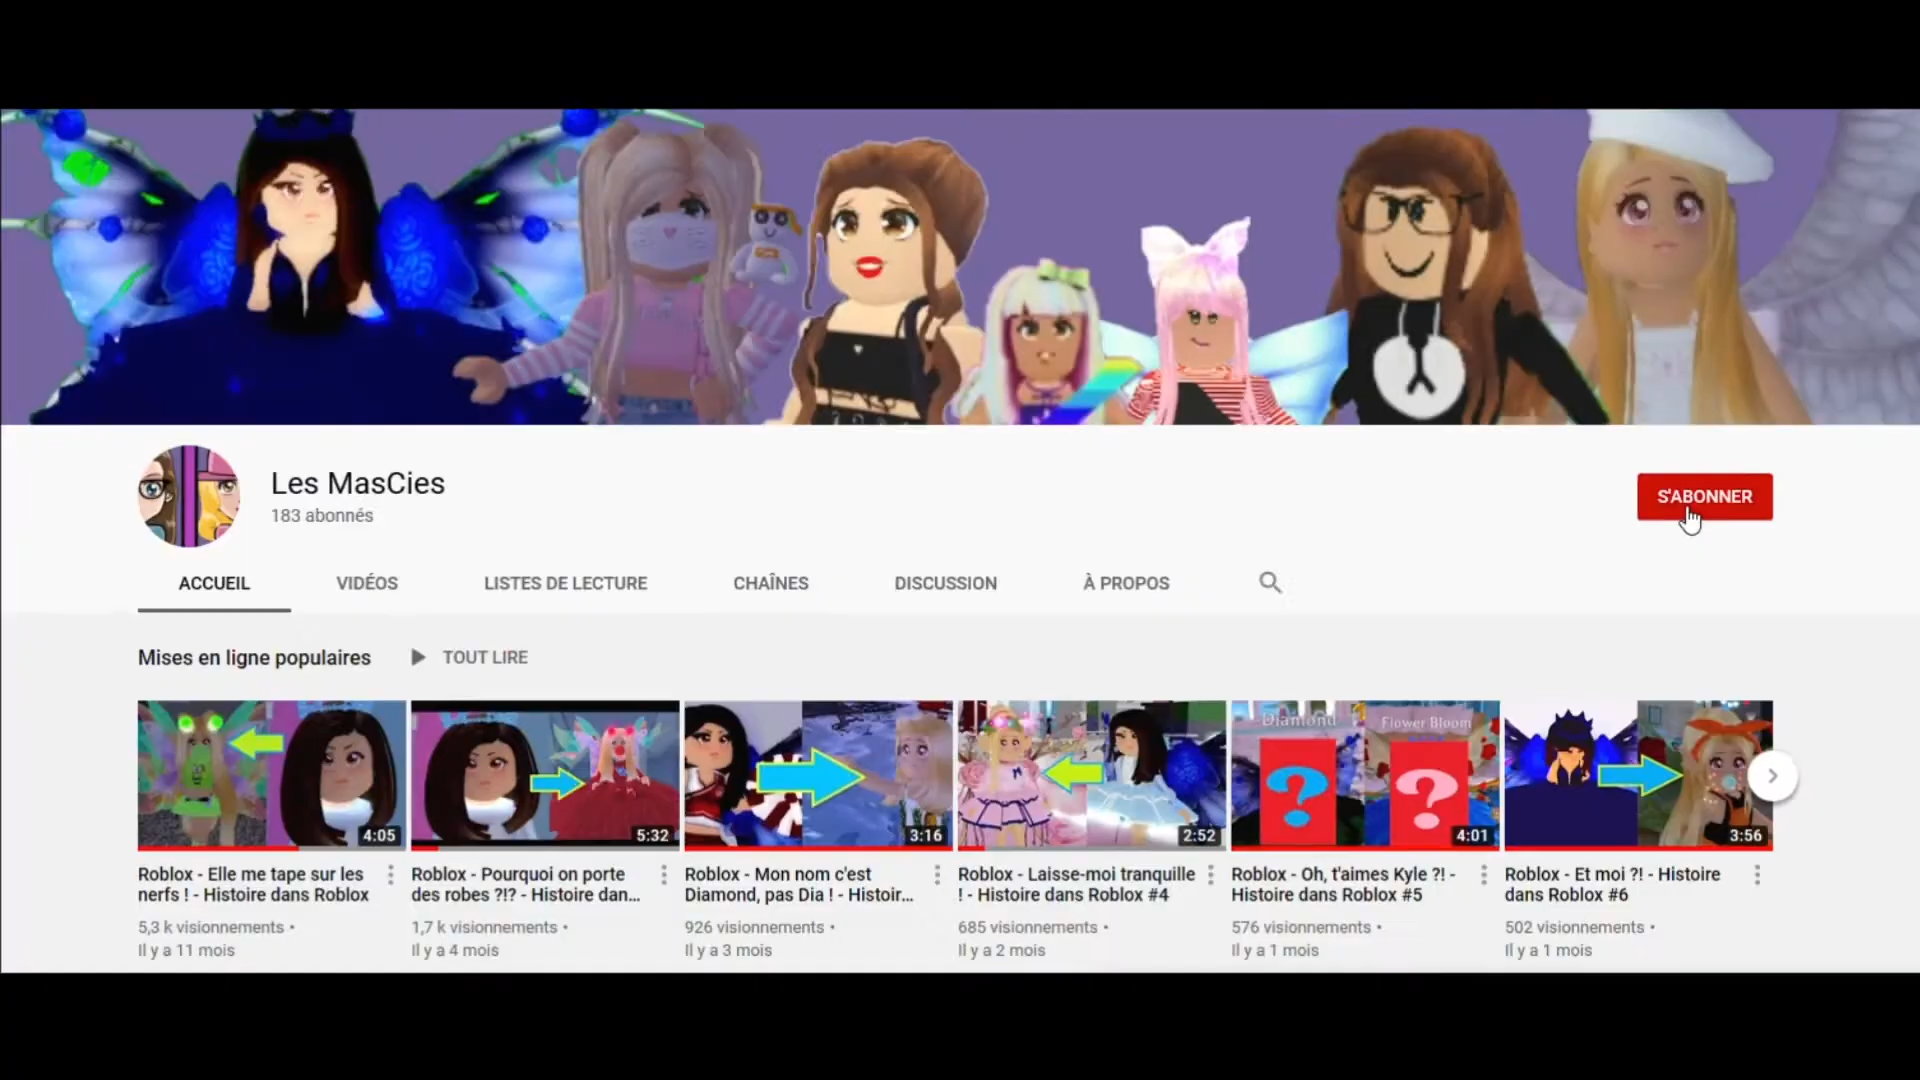 Les MasCies
183 abonnés
S'ABONNER
ACCUEIL
VIDÉOS
LISTES DE LECTURE
CHAÎNES
DISCUSSION
À PROPOS
Mises en ligne populaires
TOUT LIRE
4:05
5:32
3:16
2:52
Diamond
Flower Bloom
? ?
4:01
3:56
Roblox - Elle me tape sur les
nerfs ! - Histoire dans Roblox
5,3 k visionnements •
Il y a 11 mois
Roblox - Pourquoi on porte
des robes ?!? - Histoire dan...
1,7 k visionnements •
Il y a 4 mois
Roblox - Mon nom c'est
Diamond, pas Dia ! - Histoir...
926 visionnements •
Il y a 3 mois
Roblox - Laisse-moi tranquille
! - Histoire dans Roblox #4
685 visionnements •
Il y a 2 mois
Roblox - Oh, t'aimes Kyle ?! -
Histoire dans Roblox #5
576 visionnements •
Il y a 1 mois
Roblox - Et moi ?! - Histoire
dans Roblox #6
502 visionnements •
Il y a 1 mois